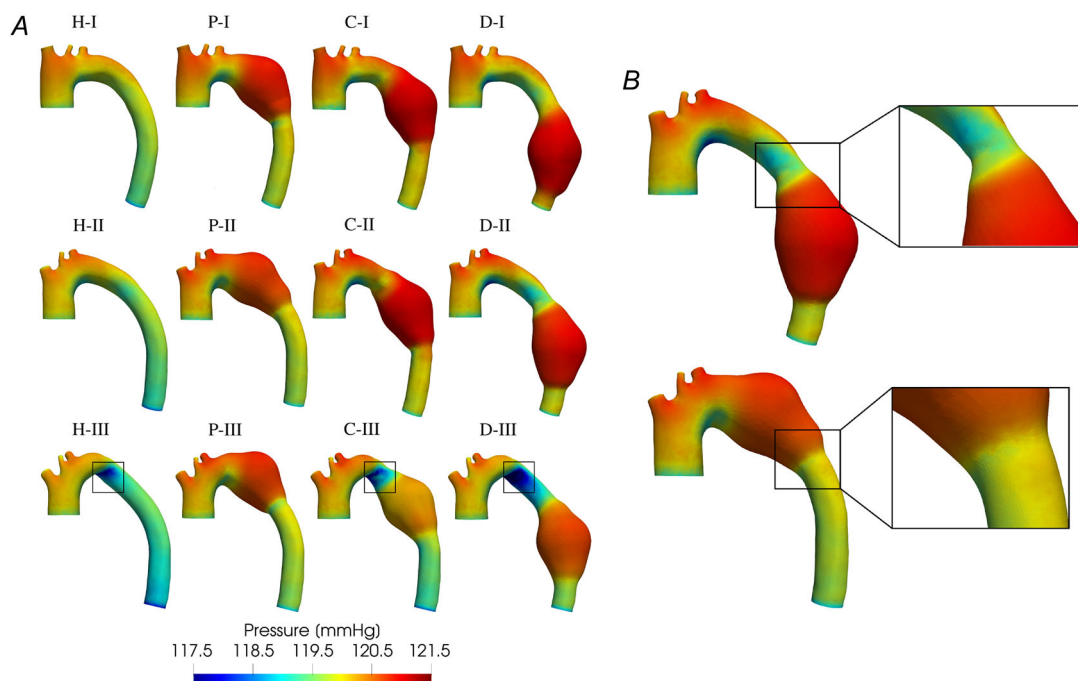 A
H-I P-I C-I D-I
B
H-II P-II C-II D-II
H-III P-III C-III D-III
Pressure (mmHg)
117.5 118.5 119.5 120.5 121.5